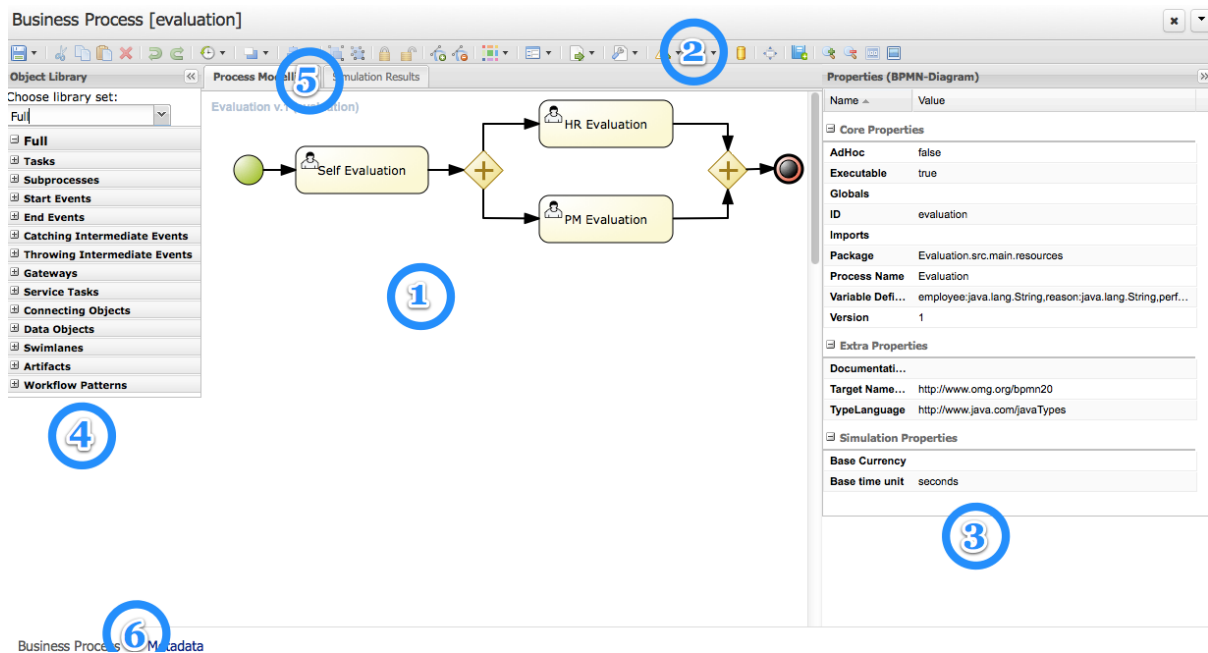 Business Process [evaluation]
2
Object Library
Process Modelling
5
Simulation Results
Properties (BPMN-Diagram)
Choose library set:
Full
Evaluation v.1 (evaluation)
Name Value
Full
Tasks
Subprocesses
Start Events
End Events
Catching Intermediate Events
Throwing Intermediate Events
Gateways
Service Tasks
Connecting Objects
Data Objects
Swimlanes
Artifacts
Workflow Patterns
4
Self Evaluation
HR Evaluation
PM Evaluation
1
Core Properties
AdHoc false
Executable true
Globals
ID evaluation
Imports
Package Evaluation.src.main.resources
Process Name Evaluation
Variable Defi... employee:java.lang.String,reason:java.lang.String,perf...
Version 1
Extra Properties
Documentati...
Target Name... http://www.omg.org/bpmn20
TypeLanguage http://www.java.com/javaTypes
Simulation Properties
Base Currency
Base time unit seconds
3
Business Process
6
Metadata